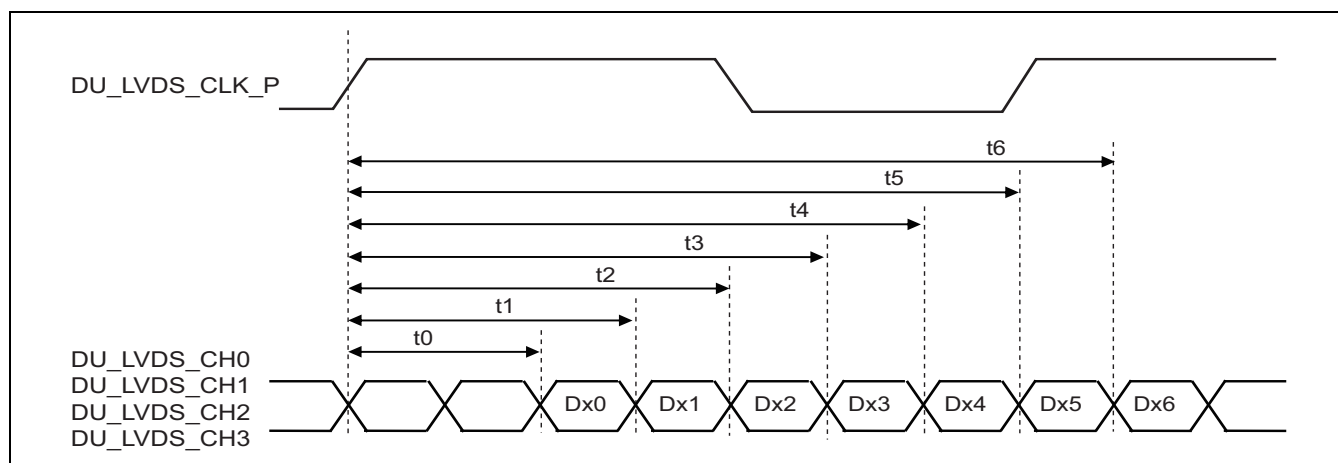 DU_LVDS_CLK_P
t6
t5
t4
t3
t2
t1
t0
DU_LVDS_CH0
DU_LVDS_CH1
DU_LVDS_CH2
DU_LVDS_CH3
Dx0 Dx1 Dx2 Dx3 Dx4 Dx5 Dx6